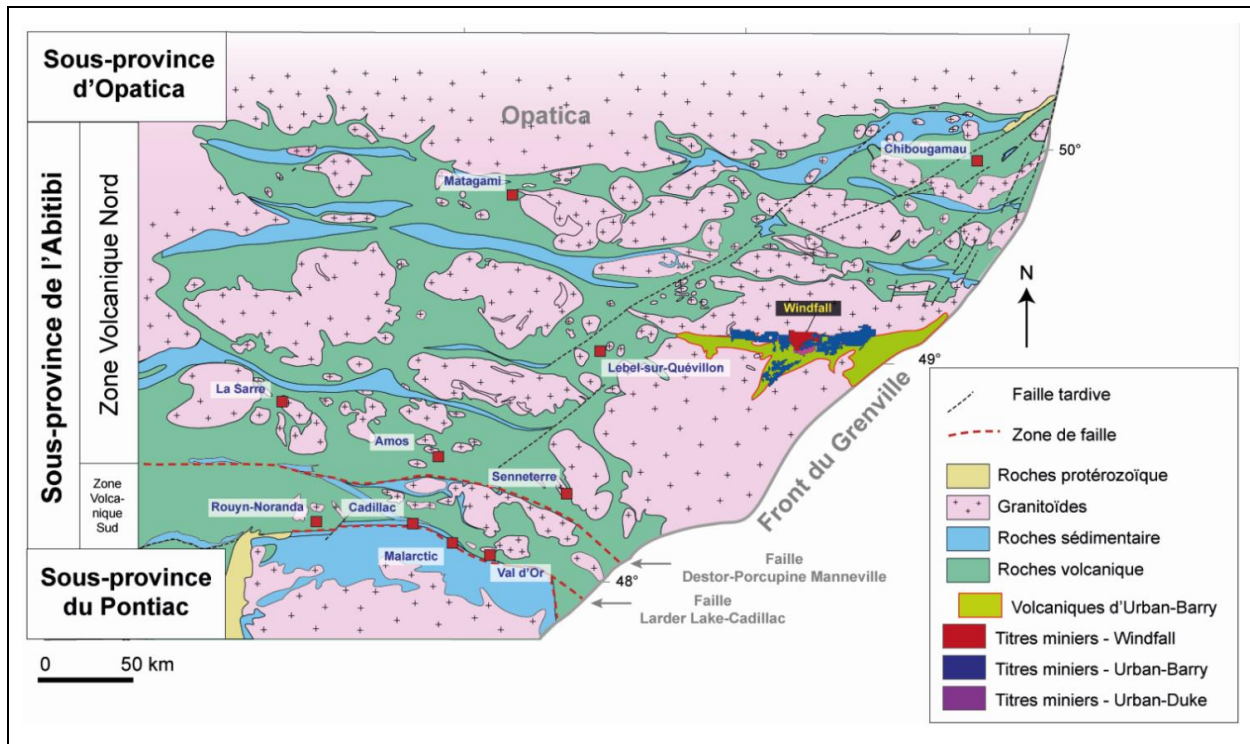 Sous-province
d'Opatica
Opatica
Chibougamau
50°
Matagami
Sous-province de l'Abitibi
Zone Volcanique Nord
N
Windfall
Lebel-sur-Quévillon
49°
La Sarre
Amos
Senneterre
Front du Grenville
Zone
Volca-
nique
Sud
Rouyn-Noranda
Cadillac
Malarctic
Val d'Or
48°
Faille
Destor-Porcupine Manneville
Faille
Larder Lake-Cadillac
Sous-province
du Pontiac
0 50 km
Faille tardive
Zone de faille
Roches protérozoïque
Granitoïdes
Roches sédimentaire
Roches volcanique
Volcaniques d'Urban-Barry
Titres miniers - Windfall
Titres miniers - Urban-Barry
Titres miniers - Urban-Duke